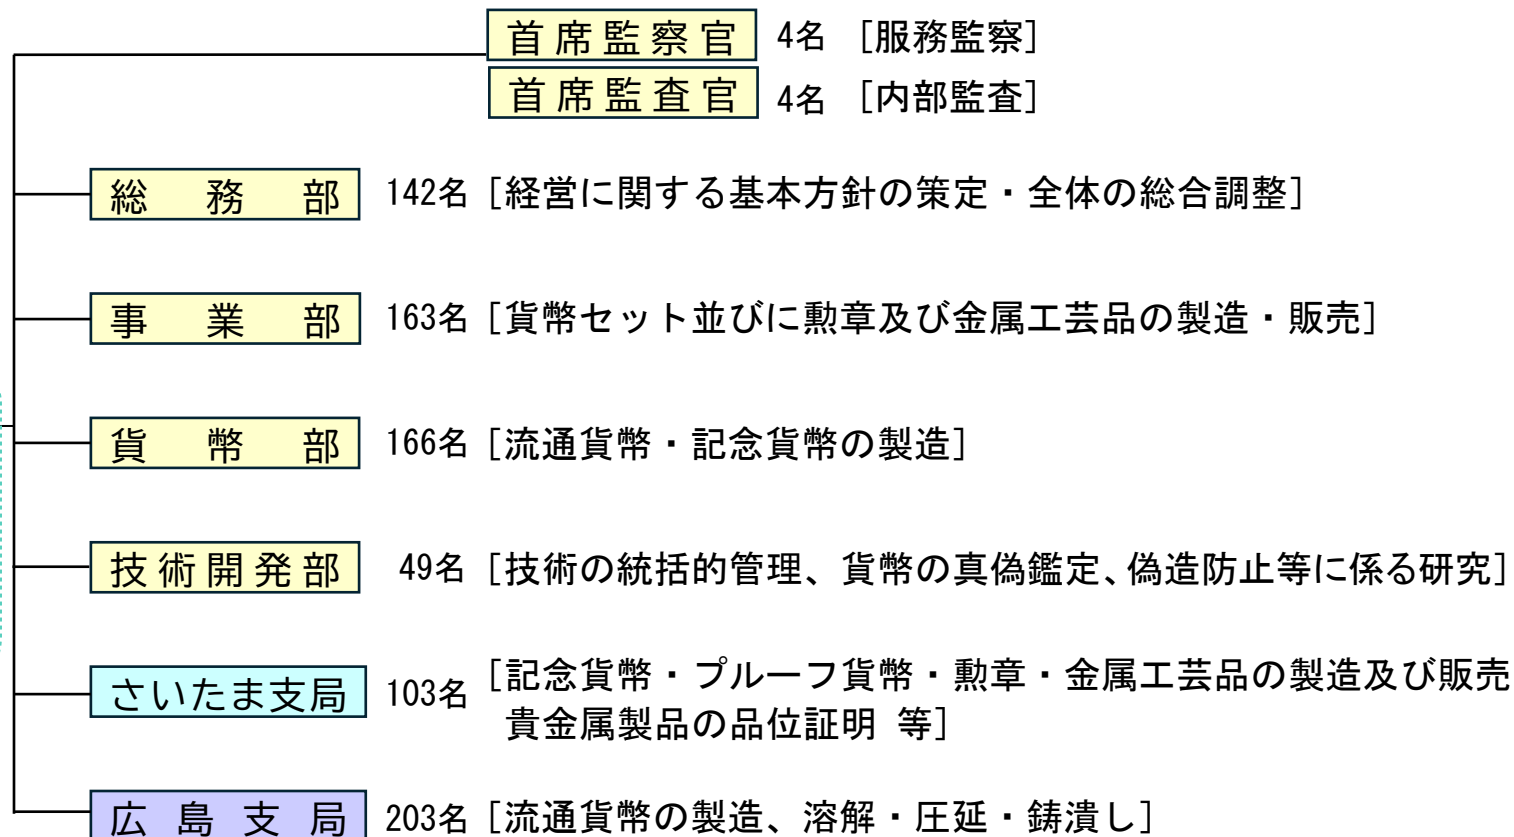 首席監察官 4名 [服務監察]
首席監査官 4名 [内部監査]
総務部 142名 [経営に関する基本方針の策定・全体の総合調整]
事業部 163名 [貨幣セット並びに勲章及び金属工芸品の製造・販売]
貨幣部 166名 [流通貨幣・記念貨幣の製造]
技術開発部 49名 [技術の統括的管理、貨幣の真偽鑑定、偽造防止等に係る研究]
さいたま支局 103名 [記念貨幣・プルーフ貨幣・勲章・金属工芸品の製造及び販売
貴金属製品の品位証明 等]
広島支局 203名 [流通貨幣の製造、溶解・圧延・鋳潰し]